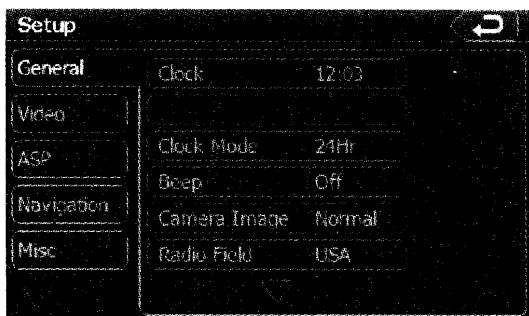 Setup
General
Video
ASP
Navigation
Misc
Clock 12:03
Clock Mode 24Hr
Beep Off
Camera Image Normal
Radio Field USA